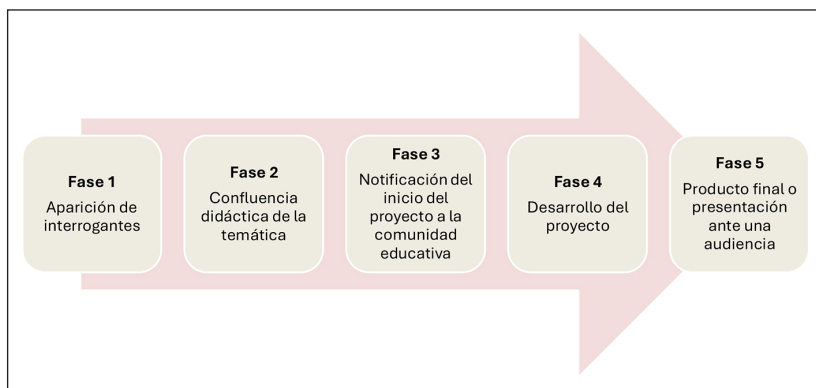 Fase 1
Aparición de
interrogantes
Fase 2
Confluencia
didáctica de la
temática
Fase 3
Notificación del
inicio del
proyecto a la
comunidad
educativa
Fase 4
Desarrollo del
proyecto
Fase 5
Producto final o
presentación
ante una
audiencia